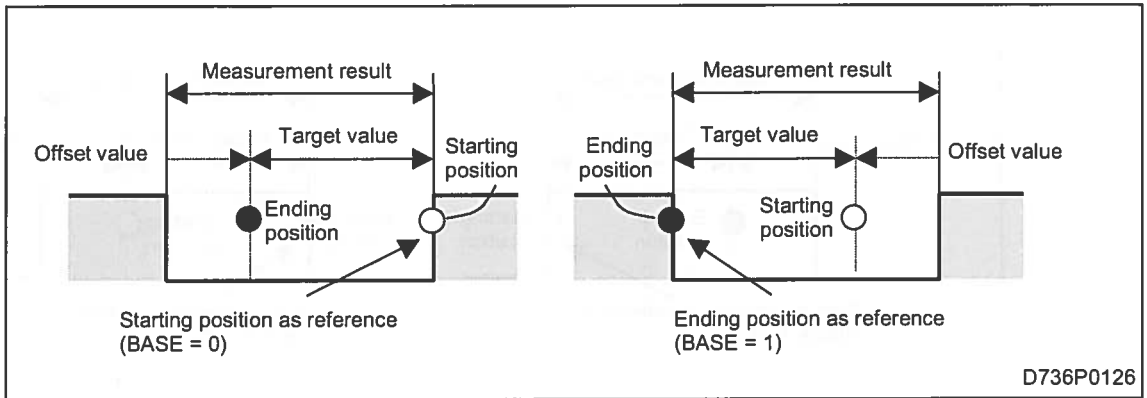 Measurement result
Offset value
Target value
Starting
position
Ending
position
Starting position as reference
(BASE = 0)
Measurement result
Ending
position
Target value
Offset value
Starting
position
Ending position as reference
(BASE = 1)
D736P0126